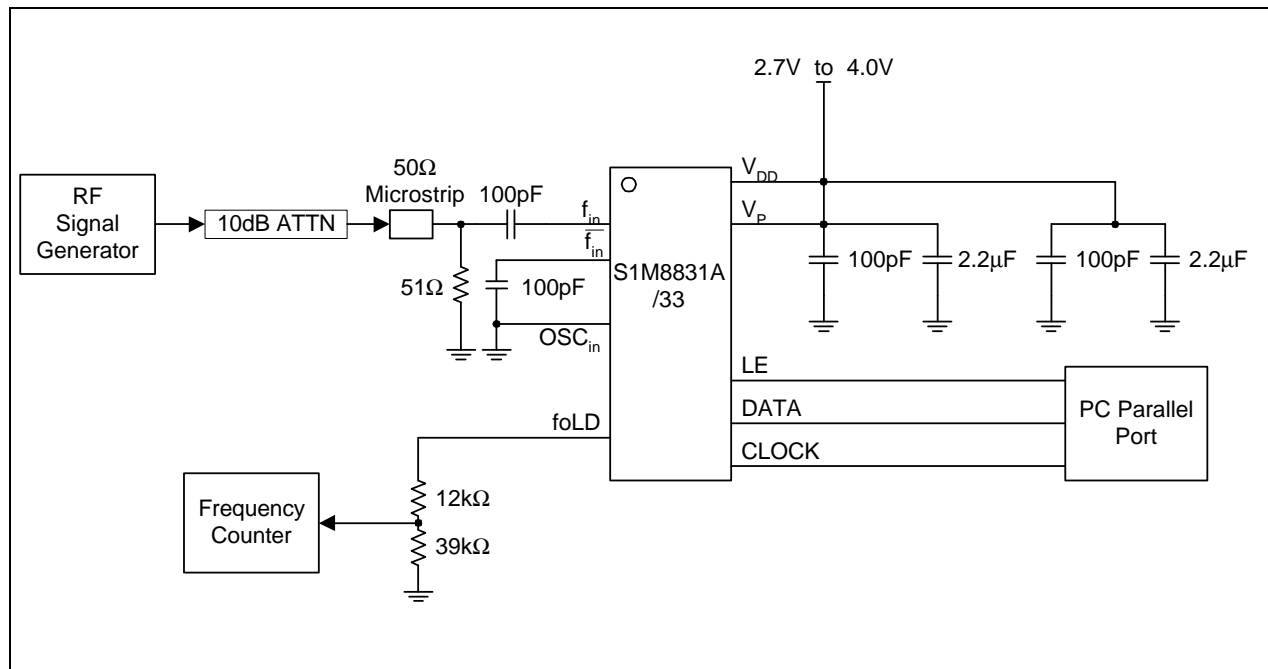 2.7V to 4.0V
RF
Signal
Generator
10dB ATTN
50Ω
Microstrip
100pF
51Ω
100pF
fin
fin
OSCin
foLD
S1M8831A
/33
VDD
VP
100pF
2.2μF
100pF
2.2μF
LE
DATA
CLOCK
PC Parallel
Port
12kΩ
39kΩ
Frequency
Counter